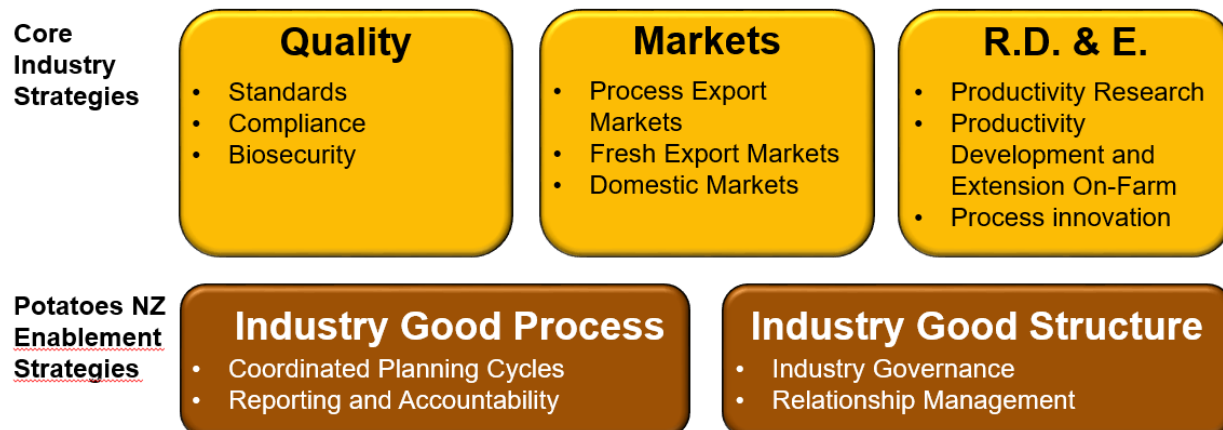 Core
Industry
Strategies
Quality
• Standards
• Compliance
• Biosecurity
Markets
• Process Export
Markets
• Fresh Export Markets
• Domestic Markets
R.D. & E.
• Productivity Research
• Productivity
Development and
Extension On-Farm
• Process innovation
Potatoes NZ
Enablement
Strategies
Industry Good Process
• Coordinated Planning Cycles
• Reporting and Accountability
Industry Good Structure
• Industry Governance
• Relationship Management